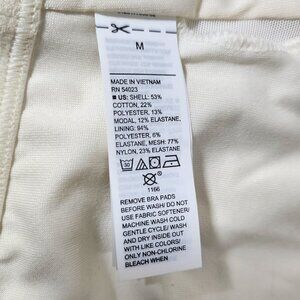 M
MADE IN VIETNAM
RN 54023
■ US: SHELL: 53%
COTTON, 22%
POLYESTER, 13%
MODAL, 12% ELASTANE,
LINING: 94%
POLYESTER, 6%
ELASTANE, MESH: 77%
NYLON, 23% ELASTANE
30
1166
REMOVE BRA PADS
BEFORE WASH/ DO NOT
USE FABRIC SOFTENER/
MACHINE WASH COLD
GENTLE CYCLE/ WASH
AND DRY INSIDE OUT
WITH LIKE COLORS/
ONLY NON-CHLORINE
BLEACH WHEN